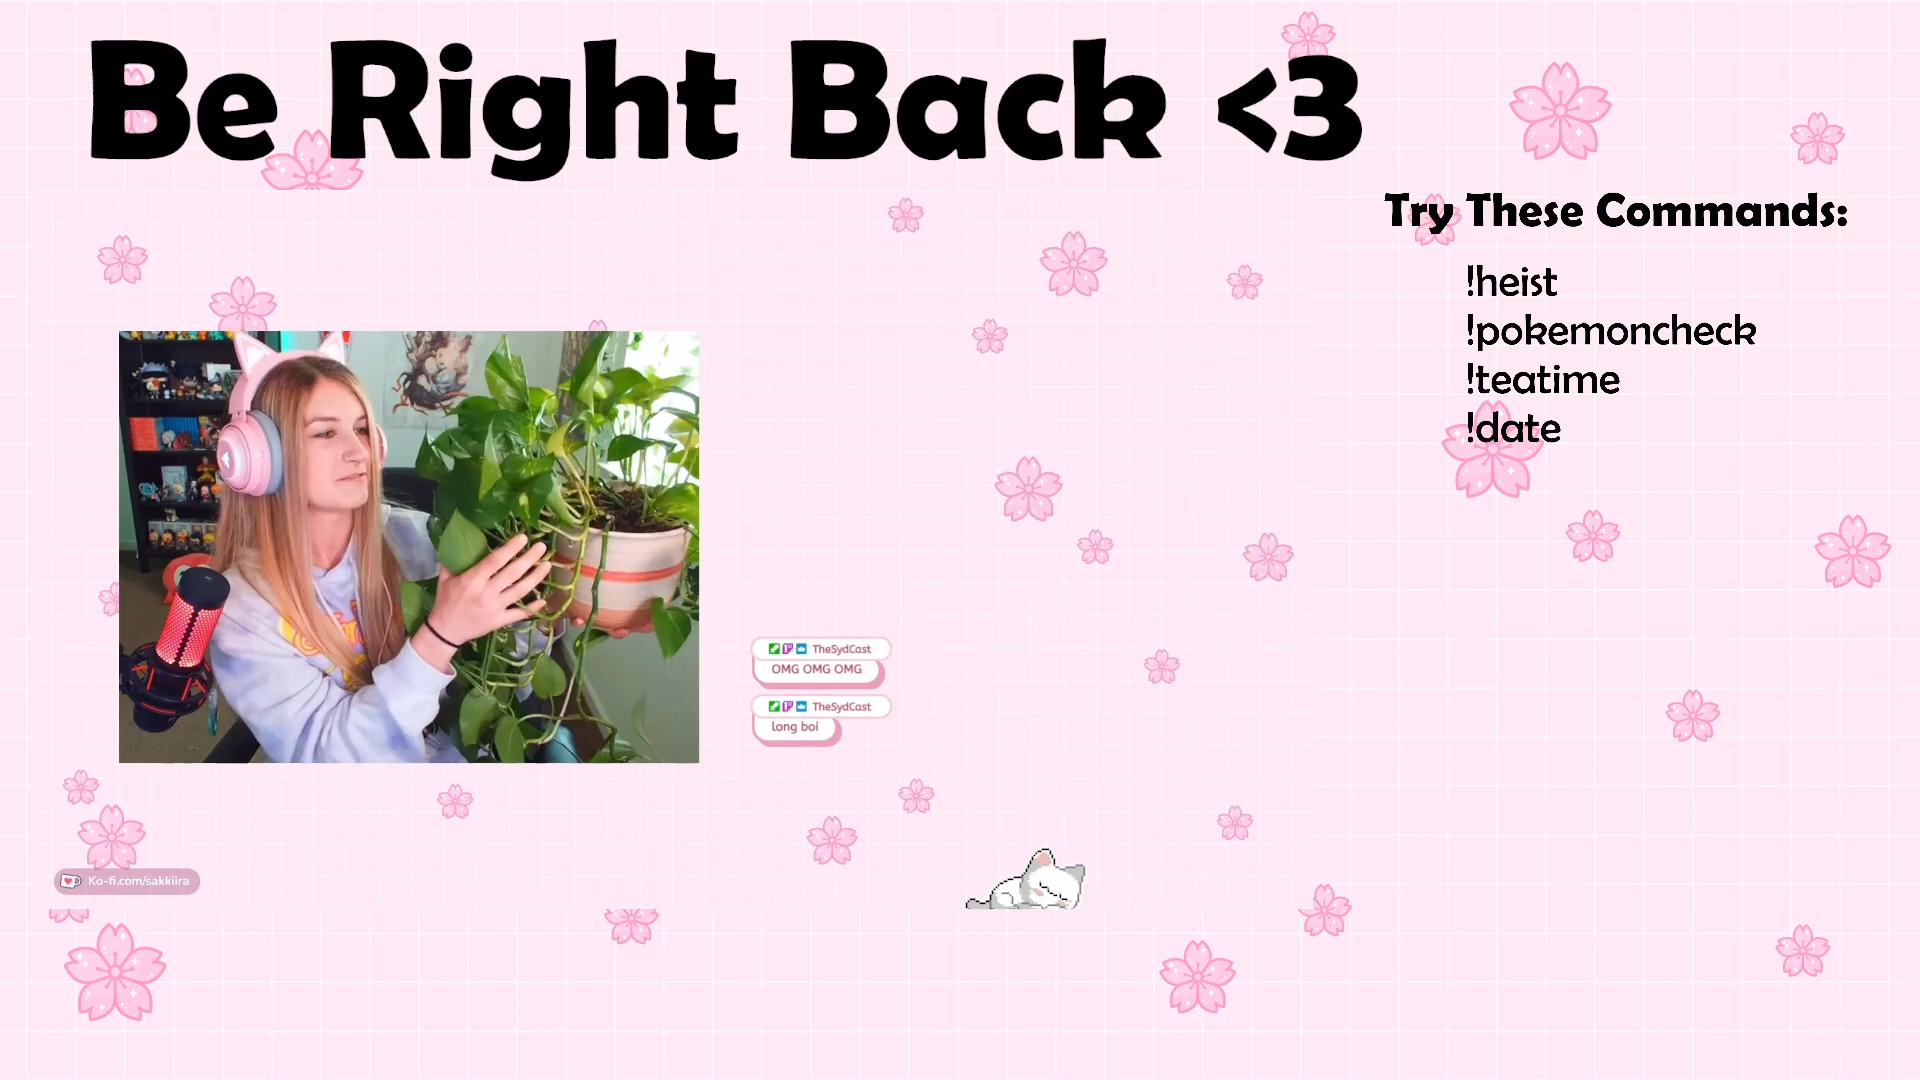 Be Right Back <3
Try These Commands:
!heist
!pokemoncheck
!teatime
!date
TheSydCast
OMG OMG OMG
TheSydCast
long boi
Ko-fi.com/sakkiira